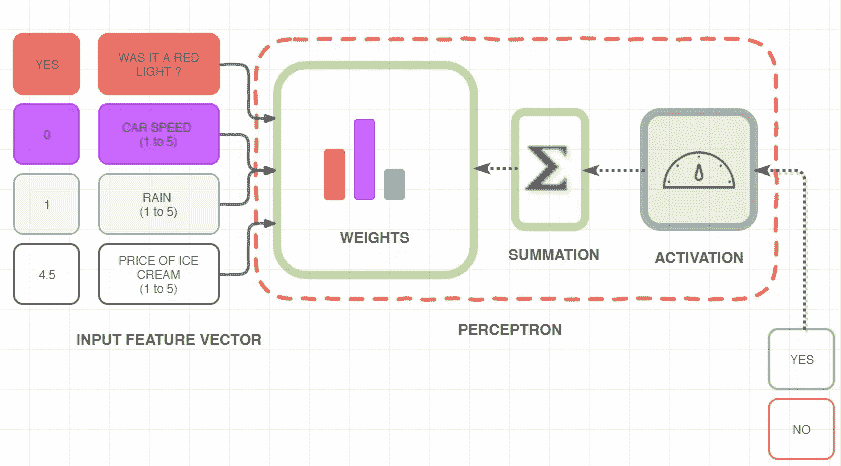 YES
WAS IT A RED
LIGHT ?
0
CAR SPEED
(1 to 5)
1
RAIN
(1 to 5)
4.5
PRICE OF ICE
CREAM
(1 to 5)
INPUT FEATURE VECTOR
WEIGHTS
Σ
SUMMATION
ACTIVATION
PERCEPTRON
YES
NO